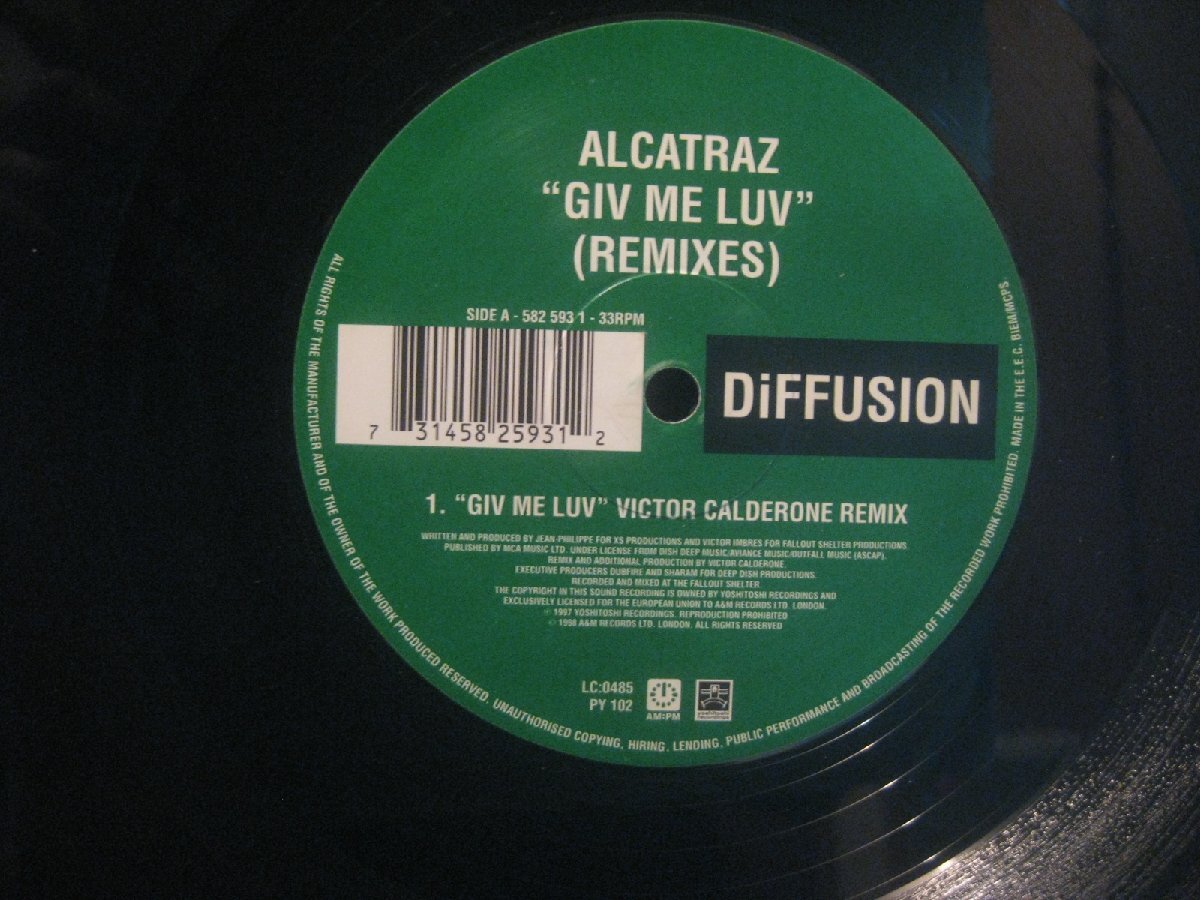 ALCATRAZ
“GIV ME LUV”
(REMIXES)
SIDE A - 582 593 1 - 33RPM
7 31458 25931 2
DiFFUSION
1. “GIV ME LUV” VICTOR CALDERONE REMIX
WRITTEN AND PRODUCED BY JEAN-PHILIPPE FOR XS PRODUCTIONS AND VICTOR IMBRES FOR FALLOUT SHELTER PRODUCTIONS.
PUBLISHED BY MCA MUSIC LTD. UNDER LICENSE FROM DISH DEEP MUSIC/AVIANCE MUSIC/OUTFALL MUSIC (ASCAP).
REMIX AND ADDITIONAL PRODUCTION BY VICTOR CALDERONE.
EXECUTIVE PRODUCERS DUBFIRE AND SHARAM FOR DEEP DISH PRODUCTIONS.
RECORDED AND MIXED AT THE FALLOUT SHELTER.
THE COPYRIGHT IN THIS SOUND RECORDING IS OWNED BY YOSHITOSHI RECORDINGS AND
EXCLUSIVELY LICENSED FOR THE EUROPEAN UNION TO A&M RECORDS LTD. LONDON.
℗ 1997 YOSHITOSHI RECORDINGS. REPRODUCTION PROHIBITED
© 1998 A&M RECORDS LTD. LONDON. ALL RIGHTS RESERVED
LC:0485
PY 102
AM:PM
ALL RIGHTS OF THE MANUFACTURER AND OF THE OWNER OF THE WORK PRODUCED RESERVED. UNAUTHORISED COPYING, HIRING, LENDING, PUBLIC PERFORMANCE AND BROADCASTING OF THE RECORDED WORK PROHIBITED. MADE IN THE E.E.C. BIEM/MCPS